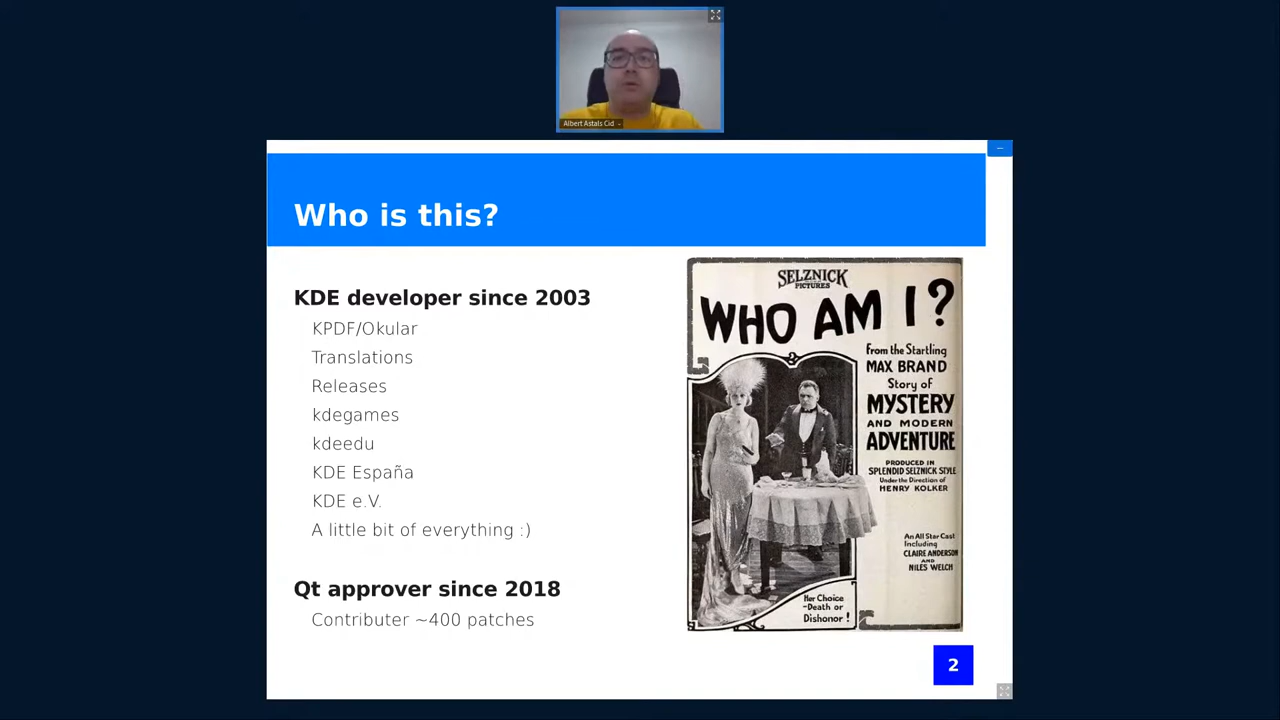 Albert Astals Cid -
Who is this?
KDE developer since 2003
KPDF/Okular
Translations
Releases
kdegames
kdeedu
KDE España
KDE e.V.
A little bit of everything :)
Qt approver since 2018
Contributer ~400 patches
SELZNICK
PICTURES
WHO AM I?
From the Startling
MAX BRAND
Story of
MYSTERY
AND MODERN
ADVENTURE
PRODUCED IN
SPLENDID SELZNICK STYLE
Under the Direction of
HENRY KOLKER
An All Star Cast
Including
CLAIRE ANDERSON
AND
NILES WELCH
Her Choice
-Death or
Dishonor!
2